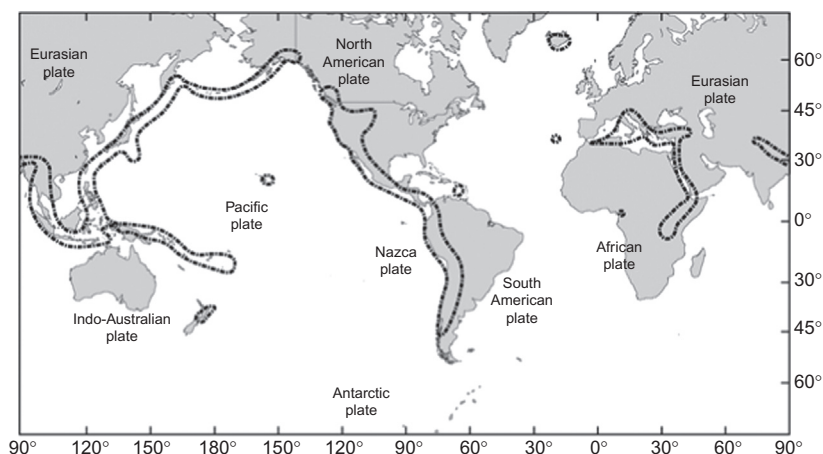 Eurasian
plate
North
American
plate
Eurasian
plate
60°
45°
30°
Pacific
plate
0°
Nazca
plate
African
plate
South
American
plate
30°
Indo-Australian
plate
45°
60°
Antarctic
plate
90° 120° 150° 180° 150° 120° 90° 60° 30° 0° 30° 60° 90°